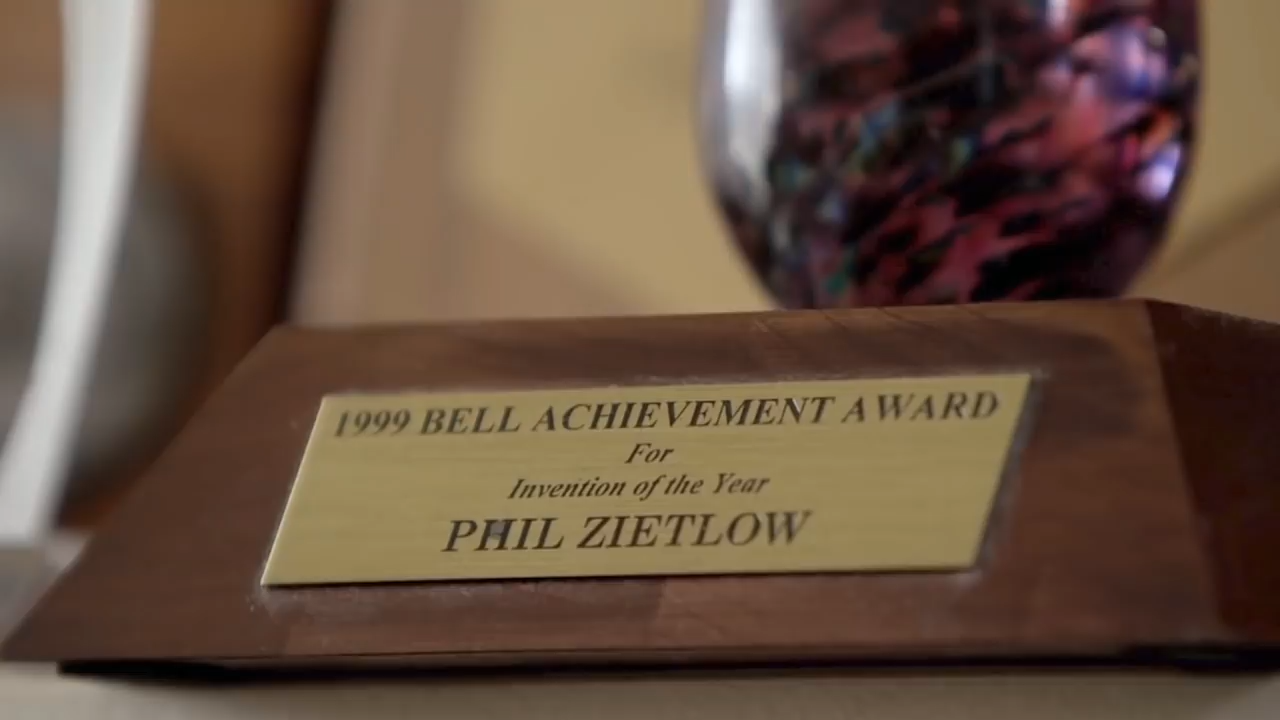 1999 BELL ACHIEVEMENT AWARD
For
Invention of the Year
PHIL ZIETLOW